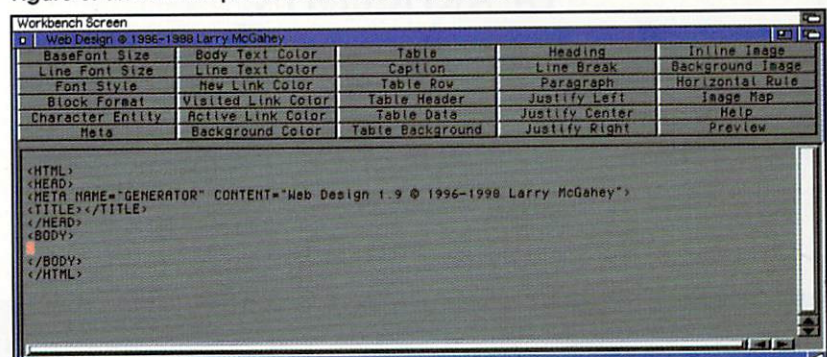 Workbench Screen
Web Design © 1996-1998 Larry McGahey
BaseFont Size Body Text Color Table Heading Inline Image
Line Font Size Line Text Color Caption Line Break Background Image
Font Style New Link Color Table Row Paragraph Horizontal Rule
Block Format Visited Link Color Table Header Justify Left Image Map
Character Entity Active Link Color Table Data Justify Center Help
Meta Background Color Table Background Justify Right Preview
<HTML>
<HEAD>
<META NAME="GENERATOR" CONTENT="Web Design 1.9 © 1996-1998 Larry McGahey">
<TITLE></TITLE>
</HEAD>
<BODY>
</BODY>
</HTML>